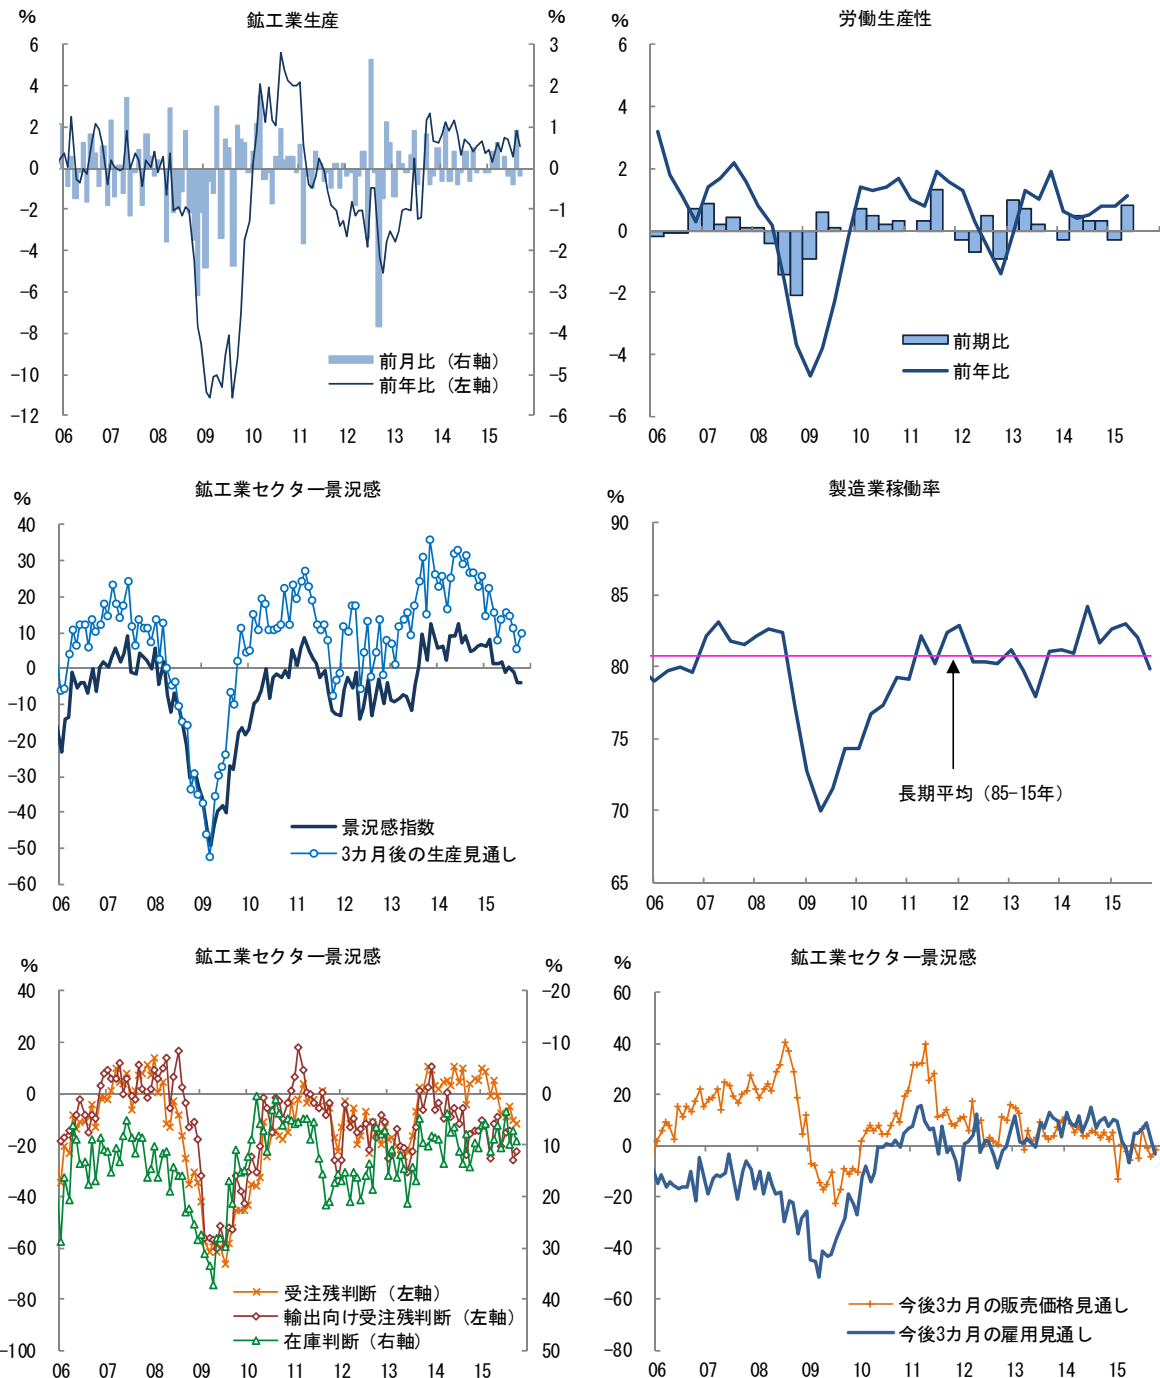 鉱工業生産
% %
6 3
4 2
2 1
0 0
-2 -1
-4 -2
-6 -3
-8 -4
-10 -5
-12 -6
前月比（右軸）
前年比（左軸）
06 07 08 09 10 11 12 13 14 15
労働生産性
%
6
4
2
0
-2
-4
-6
前期比
前年比
06 07 08 09 10 11 12 13 14 15
鉱工業セクター景況感
%
40
30
20
10
0
-10
-20
-30
-40
-50
-60
景況感指数
3カ月後の生産見通し
06 07 08 09 10 11 12 13 14 15
製造業稼働率
%
90
85
80
75
70
65
長期平均（85-15年）
06 07 08 09 10 11 12 13 14 15
鉱工業セクター景況感
% %
40 -20
20 -10
0 0
-20 10
-40 20
-60 30
-80 40
-100 50
受注残判断（左軸）
輸出向け受注残判断（左軸）
在庫判断（右軸）
06 07 08 09 10 11 12 13 14 15
鉱工業セクター景況感
%
60
40
20
0
-20
-40
-60
-80
今後3カ月の販売価格見通し
今後3カ月の雇用見通し
06 07 08 09 10 11 12 13 14 15